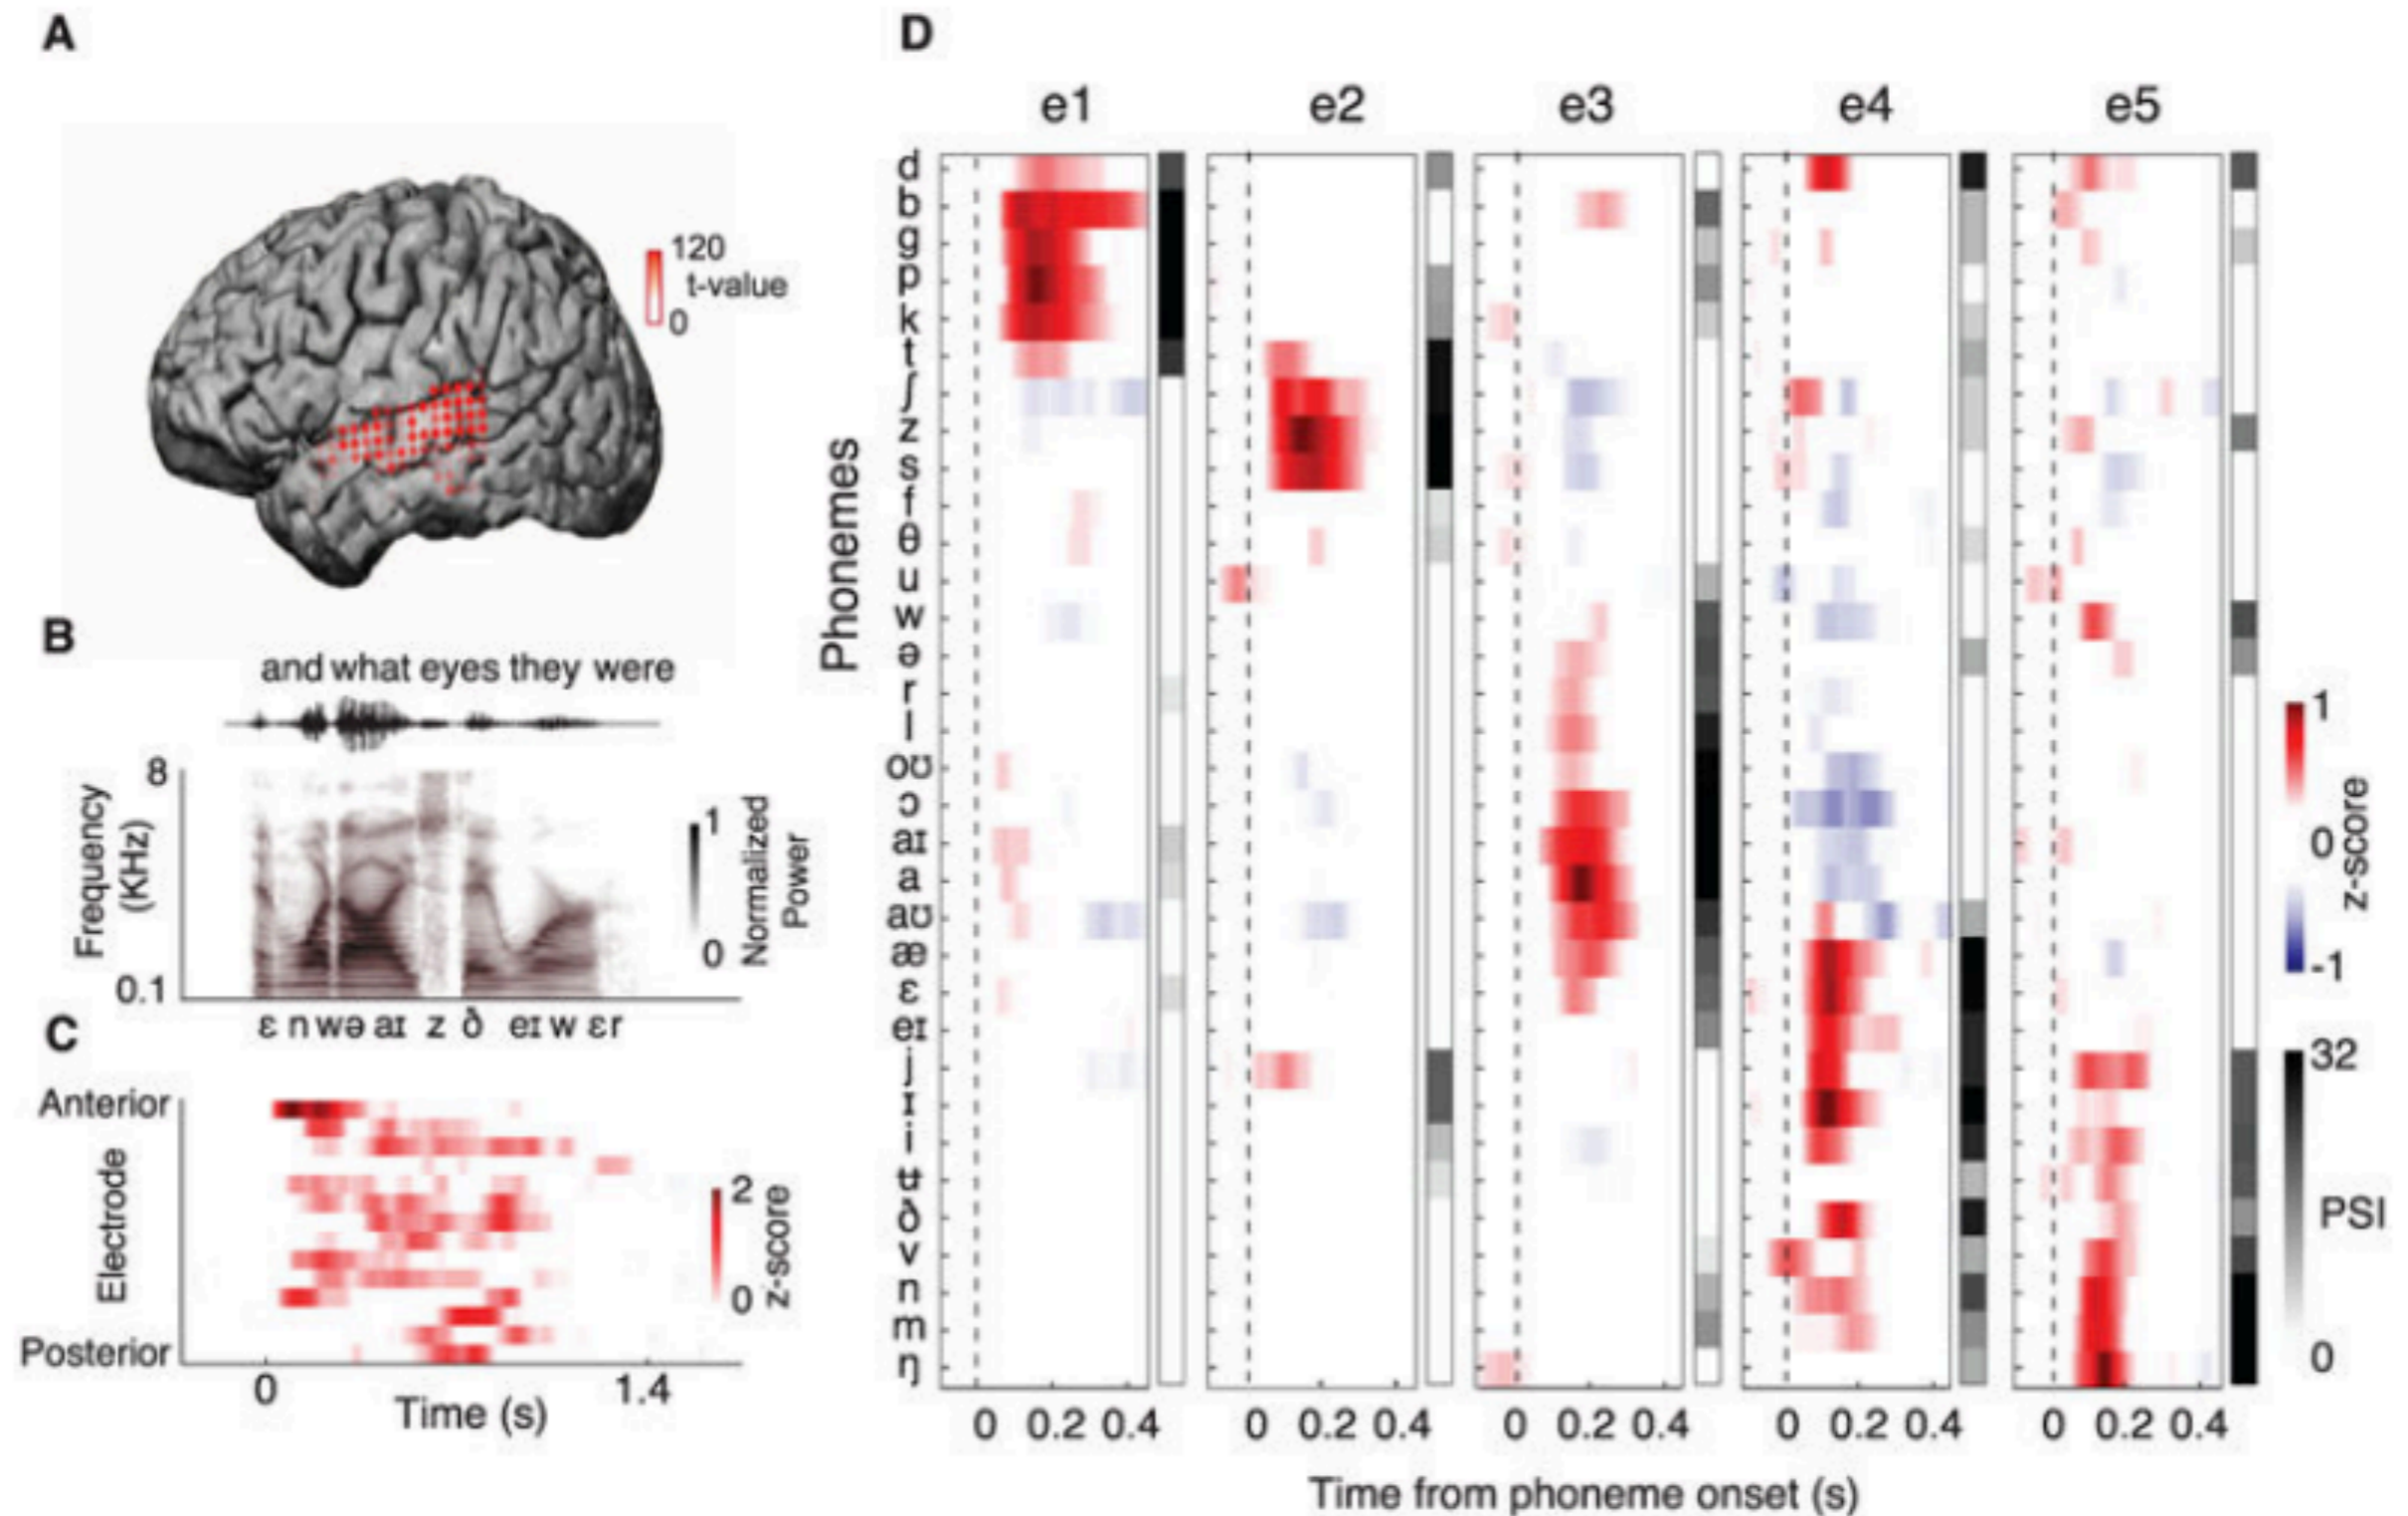 A
120
t-value
0
B
and what eyes they were
8
Frequency
(KHz)
0.1
1
Normalized
Power
0
ɛ n wə aɪ z ð eɪ w ɛr
C
Anterior
Electrode
Posterior
2
z-score
0
0 1.4
Time (s)
D
e1 e2 e3 e4 e5
Phonemes
d
b
g
p
k
t
ʃ
z
s
f
θ
u
w
ə
r
l
oʊ
ɔ
aɪ
a
aʊ
æ
ɛ
eɪ
j
ɪ
i
ʉ
ð
v
n
m
ŋ
0 0.2 0.4 0 0.2 0.4 0 0.2 0.4 0 0.2 0.4 0 0.2 0.4
Time from phoneme onset (s)
1
0
-1
z-score
32
PSI
0